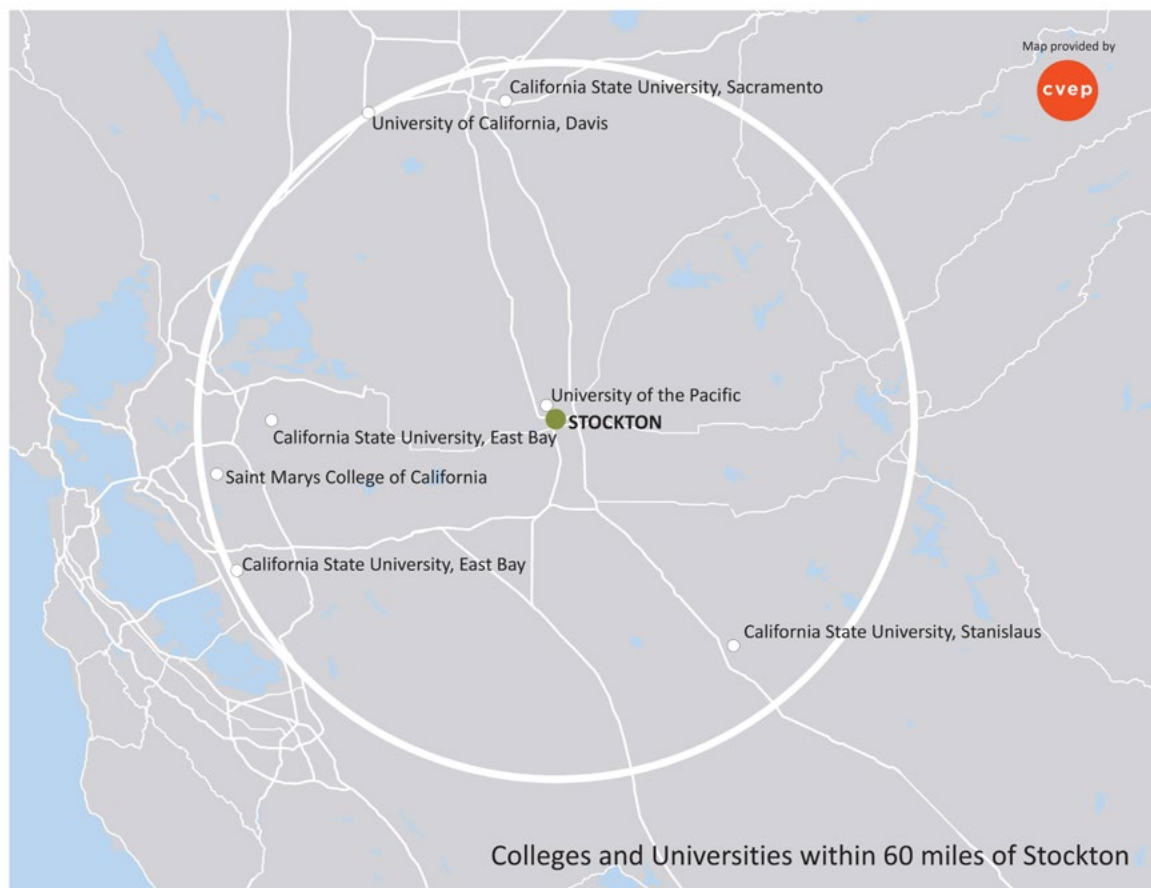 Map provided by
cvep
California State University, Sacramento
University of California, Davis
University of the Pacific
STOCKTON
California State University, East Bay
Saint Marys College of California
California State University, East Bay
California State University, Stanislaus
Colleges and Universities within 60 miles of Stockton